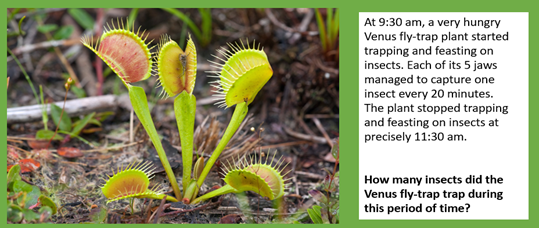 At 9:30 am, a very hungry
Venus fly-trap plant started
trapping and feasting on
insects. Each of its 5 jaws
managed to capture one
insect every 20 minutes.
The plant stopped trapping
and feasting on insects at
precisely 11:30 am.
How many insects did the
Venus fly-trap trap during
this period of time?